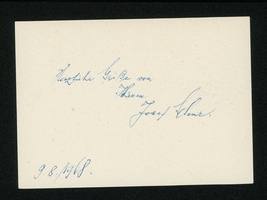 Herzliche Grüße von
Ihrem
Josef
9.8./1968.